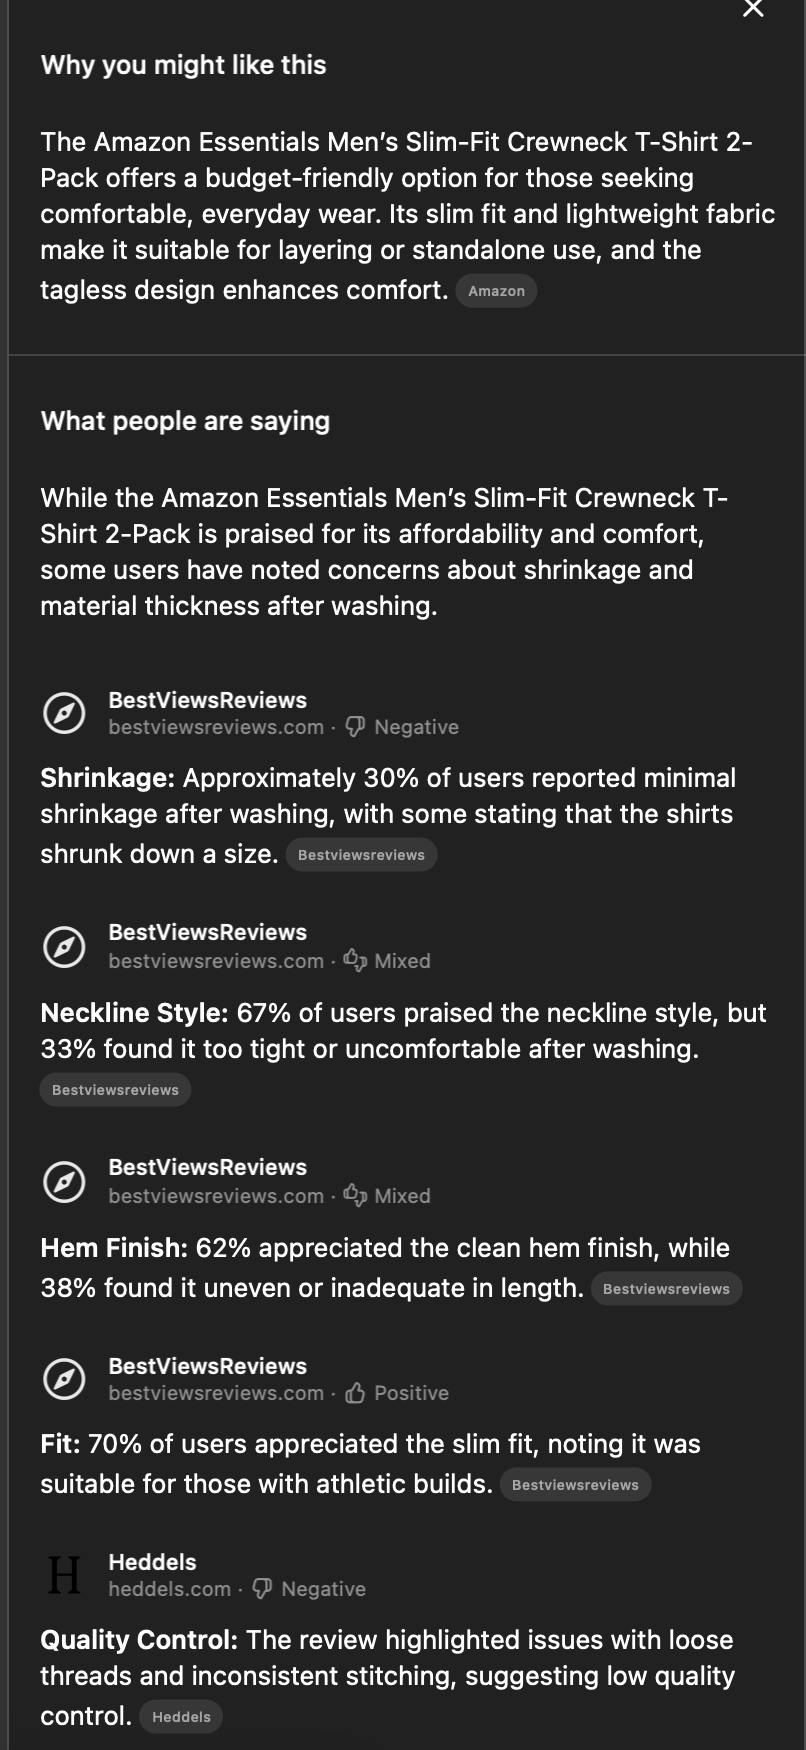 Why you might like this
The Amazon Essentials Men’s Slim-Fit Crewneck T-Shirt 2-
Pack offers a budget-friendly option for those seeking
comfortable, everyday wear. Its slim fit and lightweight fabric
make it suitable for layering or standalone use, and the
tagless design enhances comfort. Amazon
What people are saying
While the Amazon Essentials Men’s Slim-Fit Crewneck T-
Shirt 2-Pack is praised for its affordability and comfort,
some users have noted concerns about shrinkage and
material thickness after washing.
BestViewsReviews
bestviewsreviews.com · Negative
Shrinkage: Approximately 30% of users reported minimal
shrinkage after washing, with some stating that the shirts
shrunk down a size. Bestviewsreviews
BestViewsReviews
bestviewsreviews.com · Mixed
Neckline Style: 67% of users praised the neckline style, but
33% found it too tight or uncomfortable after washing.
Bestviewsreviews
BestViewsReviews
bestviewsreviews.com · Mixed
Hem Finish: 62% appreciated the clean hem finish, while
38% found it uneven or inadequate in length. Bestviewsreviews
BestViewsReviews
bestviewsreviews.com · Positive
Fit: 70% of users appreciated the slim fit, noting it was
suitable for those with athletic builds. Bestviewsreviews
H Heddels
heddels.com · Negative
Quality Control: The review highlighted issues with loose
threads and inconsistent stitching, suggesting low quality
control. Heddels